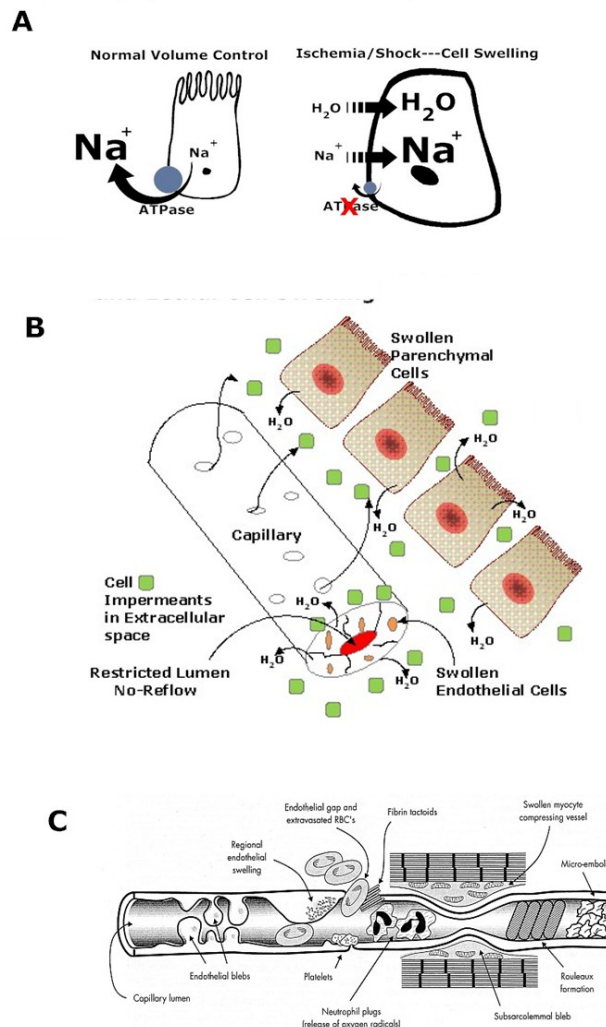 A
Normal Volume Control
Ischemia/Shock---Cell Swelling
Na+
Na+
ATPase
H2O
H2O
Na+
Na+
ATPase
B
Swollen
Parenchymal
Cells
H2O
H2O
H2O
H2O
H2O
Capillary
Cell
Impermeants
in Extracellular
space
H2O
H2O
H2O
Restricted Lumen
No-Reflow
Swollen
Endothelial Cells
C
Endothelial gap and
extravasated RBC's
Fibrin tactoids
Swollen myocyte
compressing vessel
Regional
endothelial
swelling
Micro-embol
Endothelial blebs
Platelets
Rouleaux
formation
Capillary lumen
Neutrophil plugs
(release of oxygen radicals)
Subsarcolemmal bleb